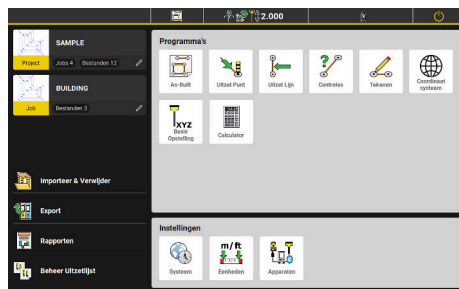 2.000
SAMPLE
Project
Jobs 4
Bestanden 12
BUILDING
Job
Bestanden 3
Importeer & Verwijder
Export
Rapporten
Beheer Uitzetlijst
Programma's
As-Built
Uitzet Punt
Uitzet Lijn
Controles
Tekenen
Coordinaat
systeem
XYZ
Basis
Opstelling
Calculator
Instellingen
Systeem
m/ft
Eenheden
Apparaten